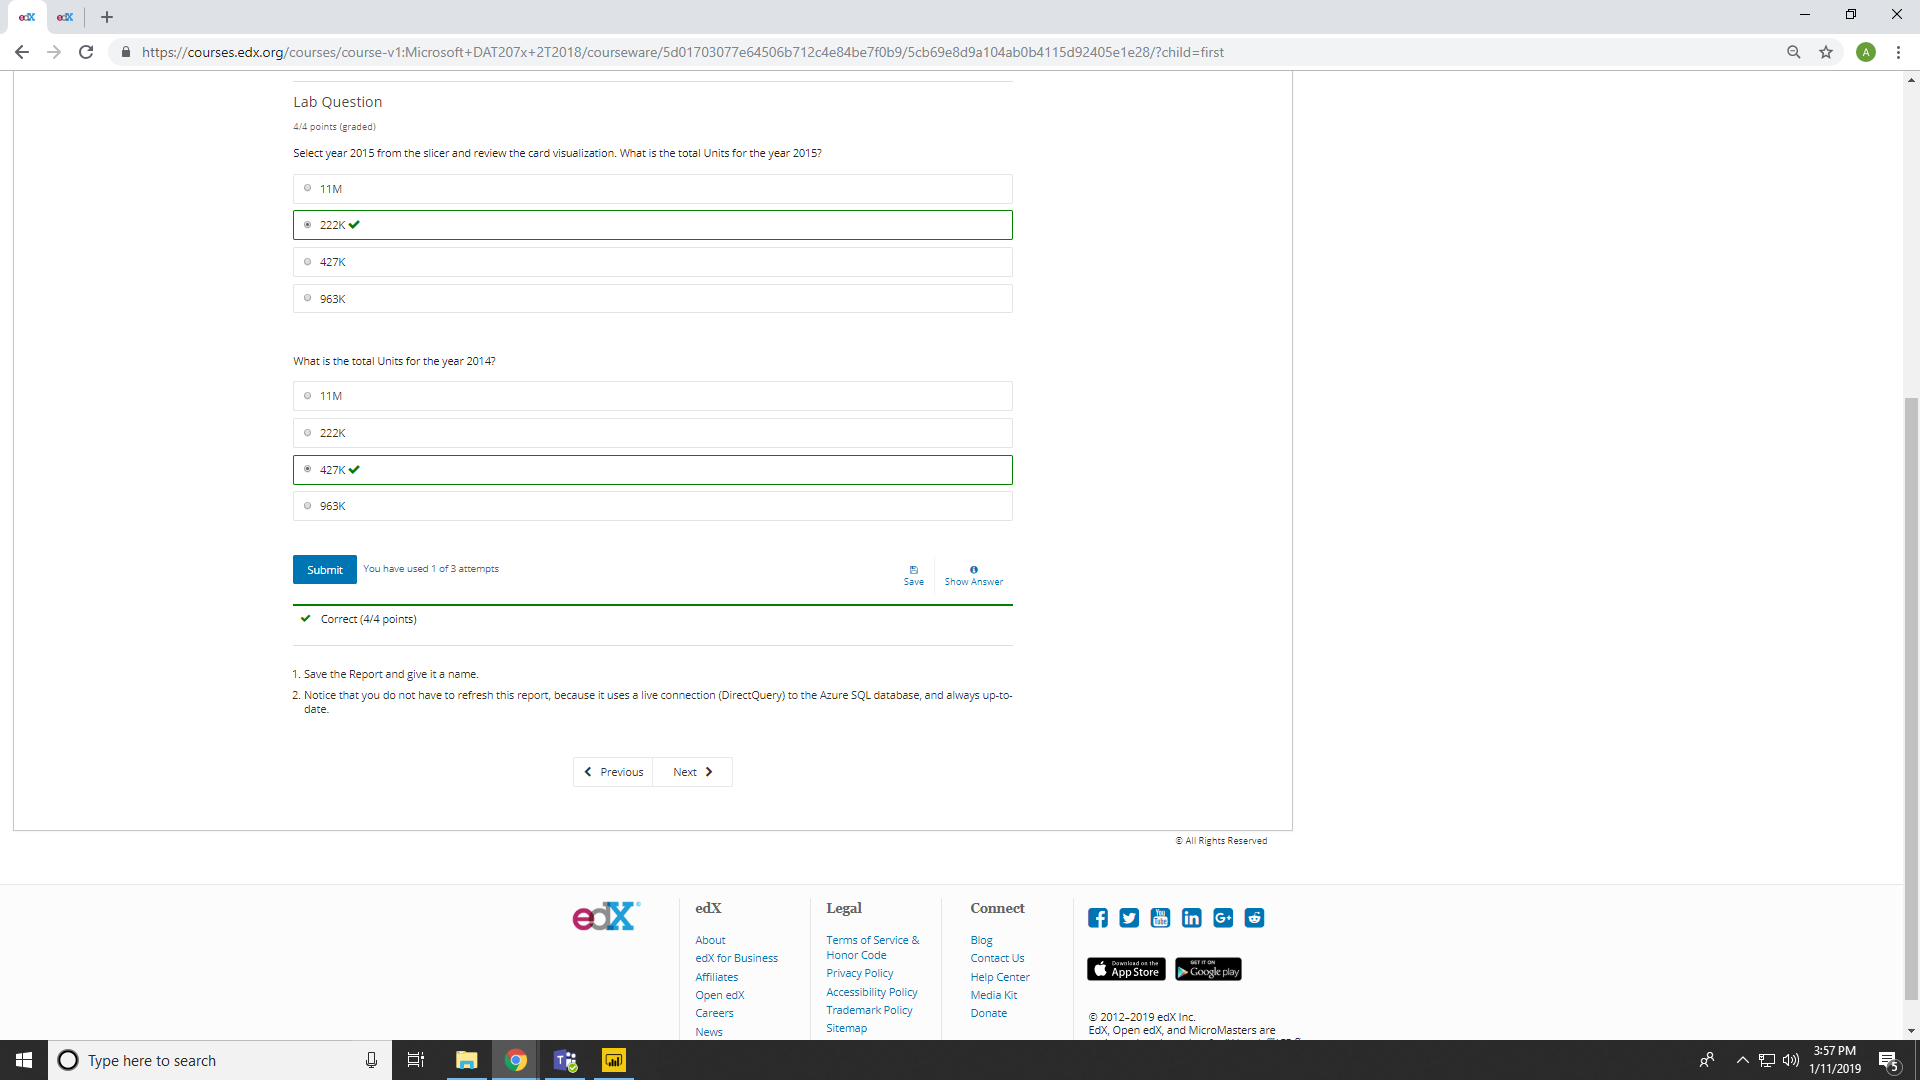 edX
edX
https://courses.edx.org/courses/course-v1:Microsoft+DAT207x+2T2018/courseware/5d01703077e64506b712c4e84be7f0b9/5cb69e8d9a104ab0b4115d92405e1e28/?child=first
A
Lab Question
4/4 points (graded)
Select year 2015 from the slicer and review the card visualization. What is the total Units for the year 2015?
11M
222K
427K
963K
What is the total Units for the year 2014?
11M
222K
427K
963K
Submit
You have used 1 of 3 attempts
Save
Show Answer
Correct (4/4 points)
1. Save the Report and give it a name.
2. Notice that you do not have to refresh this report, because it uses a live connection (DirectQuery) to the Azure SQL database, and always up-to-
date.
Previous
Next
© All Rights Reserved
edX
edX
About
edX for Business
Affiliates
Open edX
Careers
News
Legal
Terms of Service &
Honor Code
Privacy Policy
Accessibility Policy
Trademark Policy
Sitemap
Connect
Blog
Contact Us
Help Center
Media Kit
Donate
You
Tube
in
G+
Download on the
App Store
GET IT ON
Google play
© 2012–2019 edX Inc.
EdX, Open edX, and MicroMasters are
Type here to search
3:57 PM
1/11/2019
5